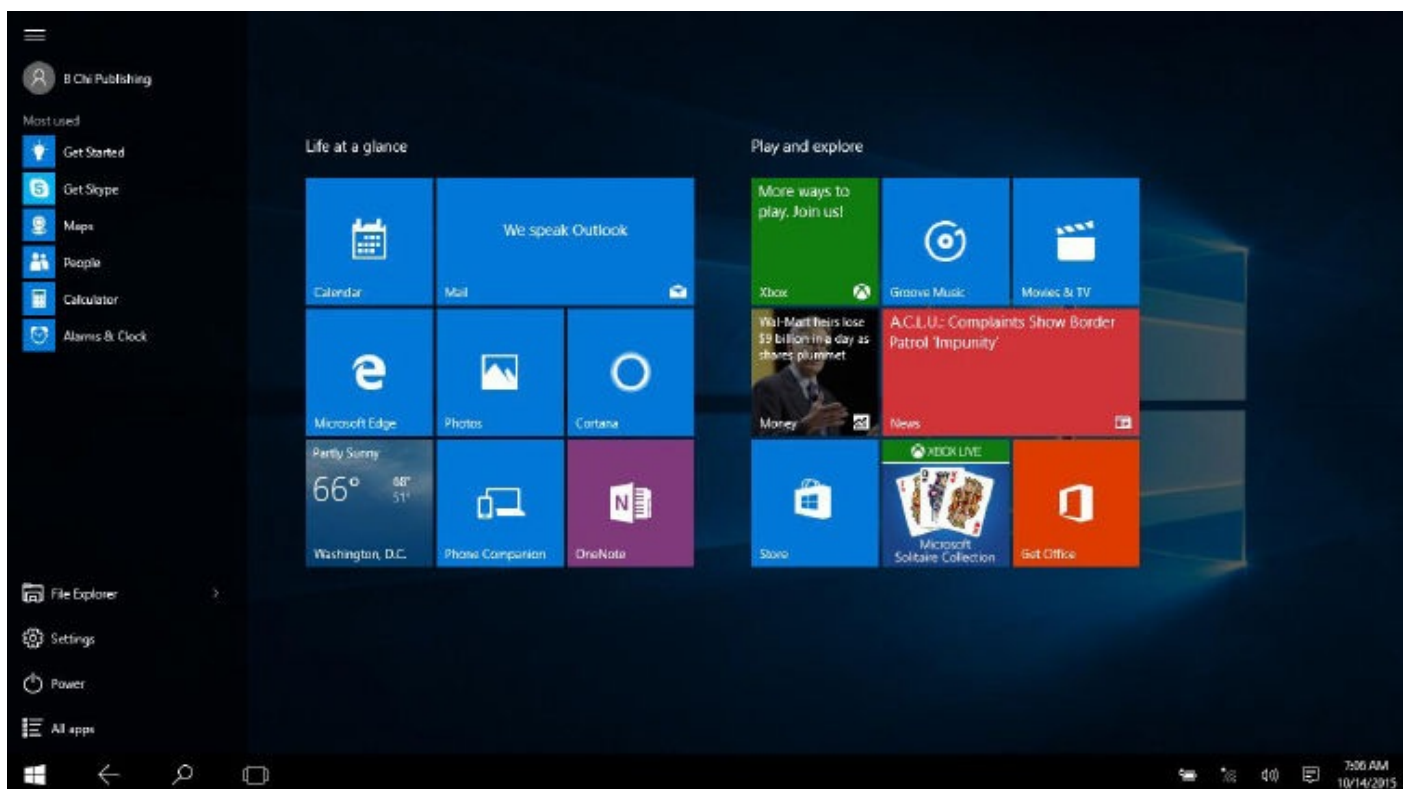 B Chi Publishing
Most used
Get Started
Get Skype
Maps
People
Calculator
Alarms & Clock
File Explorer
Settings
Power
All apps
Life at a glance
Calendar
We speak Outlook
Mail
Microsoft Edge
Photos
Cortana
Partly Sunny
66° 68°
51°
Washington, D.C.
Phone Companion
OneNote
Play and explore
More ways to
play. Join us!
Xbox
Groove Music
Movies & TV
Wal-Mart heirs lose
$9 billion in a day as
shares plummet
Money
A.C.L.U.: Complaints Show Border
Patrol 'Impunity'
News
Store
XBOX LIVE
Microsoft
Solitaire Collection
Get Office
7:06 AM
10/14/2015